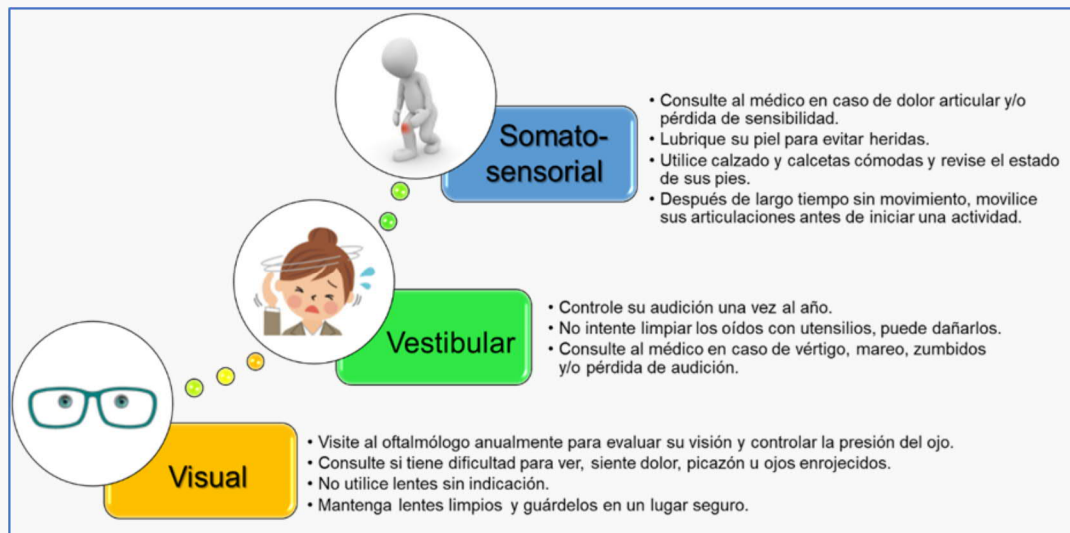 Somato-
sensorial
• Consulte al médico en caso de dolor articular y/o
pérdida de sensibilidad.
• Lubrique su piel para evitar heridas.
• Utilice calzado y calcetas cómodas y revise el estado
de sus pies.
• Después de largo tiempo sin movimiento, movilice
sus articulaciones antes de iniciar una actividad.
Vestibular
• Controle su audición una vez al año.
• No intente limpiar los oídos con utensilios, puede dañarlos.
• Consulte al médico en caso de vértigo, mareo, zumbidos
y/o pérdida de audición.
Visual
• Visite al oftalmólogo anualmente para evaluar su visión y controlar la presión del ojo.
• Consulte si tiene dificultad para ver, siente dolor, picazón u ojos enrojecidos.
• No utilice lentes sin indicación.
• Mantenga lentes limpios y guárdelos en un lugar seguro.